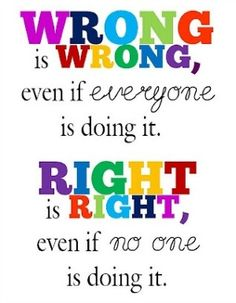 WRONG
is WRONG,
even if everyone
is doing it.
RIGHT
is RIGHT,
even if no one
is doing it.